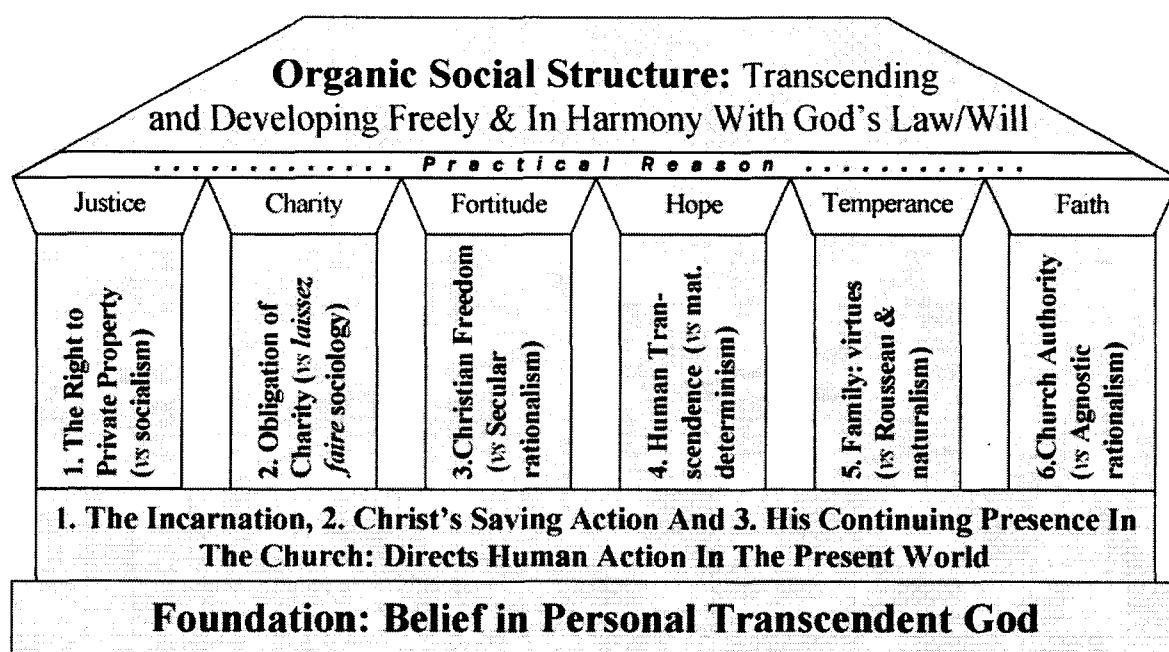 Organic Social Structure: Transcending
and Developing Freely & In Harmony With God's Law/Will
. . . . . . . . . . . . . Practical Reason . . . . . . . . . . . .
Justice
Charity
Fortitude
Hope
Temperance
Faith
1. The Right to
Private Property
(vs socialism)
2. Obligation of
Charity (vs laissez
faire sociology)
3.Christian Freedom
(vs Secular
rationalism)
4. Human Tran-
scendence (vs mat.
determinism)
5. Family: virtues
(vs Rousseau &
naturalism)
6.Church Authority
(vs Agnostic
rationalism)
1. The Incarnation, 2. Christ's Saving Action And 3. His Continuing Presence In
The Church: Directs Human Action In The Present World
Foundation: Belief in Personal Transcendent God